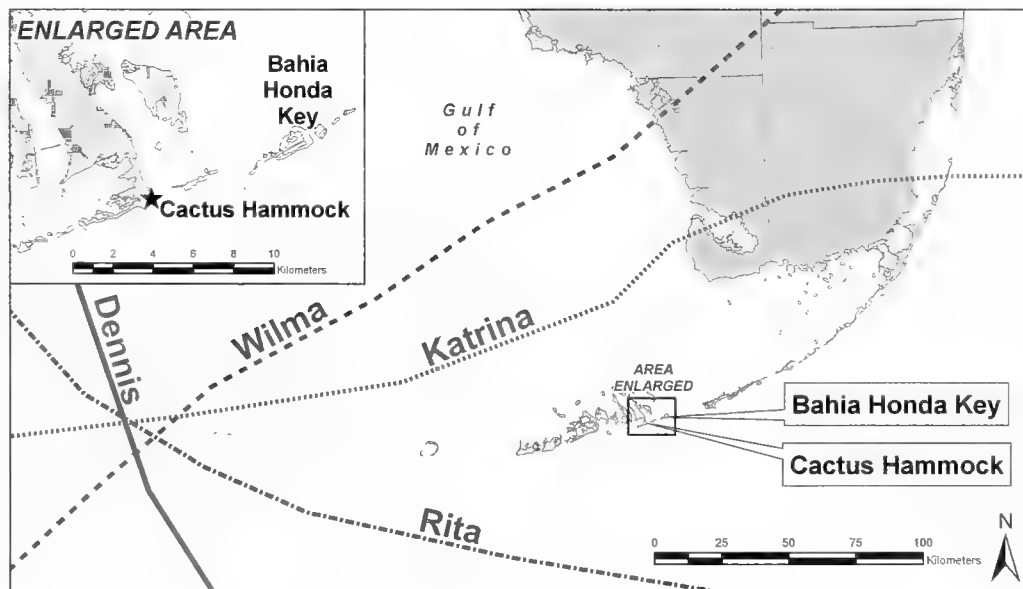 ENLARGED AREA
Bahia
Honda
Key
Cactus Hammock
0 2 4 6 8 10
Kilometers
Gulf
of
Mexico
Dennis
Wilma
Katrina
Rita
AREA
ENLARGED
Bahia Honda Key
Cactus Hammock
N
0 25 50 75 100
Kilometers